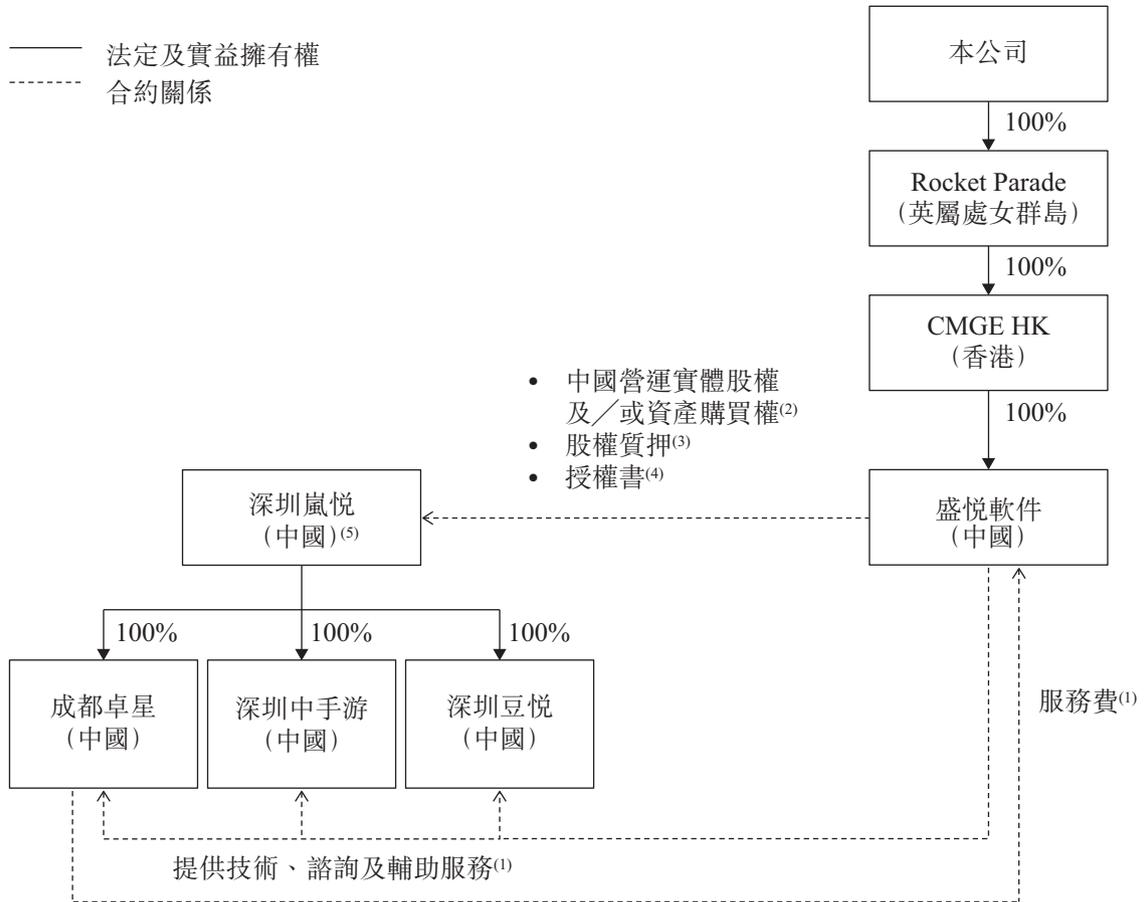 法定及實益擁有權
合約關係
本公司
100%
Rocket Parade
(英屬處女群島)
100%
CMGE HK
(香港)
100%
• 中國營運實體股權
及╱或資產購買權(2)
• 股權質押(3)
• 授權書(4)
深圳嵐悦
(中國)(5)
盛悦軟件
(中國)
100%
100%
100%
成都卓星
(中國)
深圳中手游
(中國)
深圳豆悦
(中國)
服務費(1)
提供技術、諮詢及輔助服務(1)